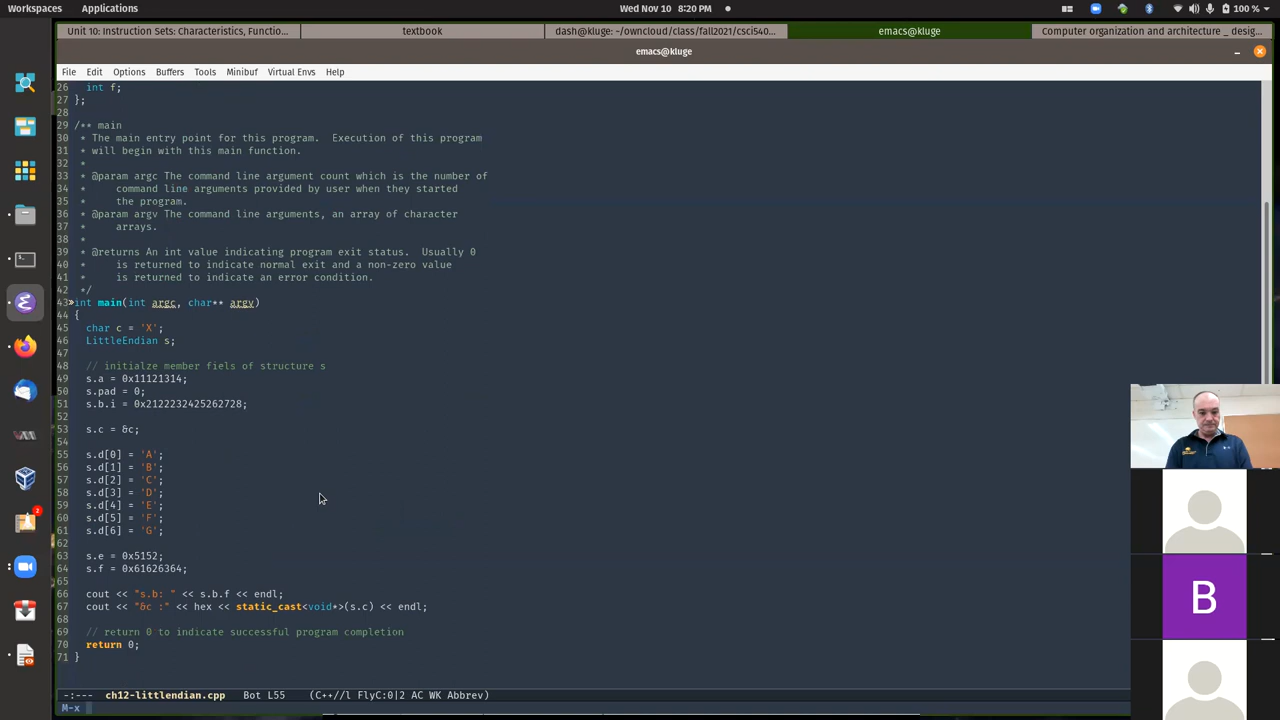 Workspaces
Applications
Wed Nov 10 8:20 PM
100 %
Unit 10: Instruction Sets: Characteristics, Functio...
textbook
dash@kluge: ~/owncloud/class/fall2021/csci540...
emacs@kluge
Computer organization and architecture _ desig...
emacs@kluge
File Edit Options Buffers Tools Minibuf Virtual Envs Help
26 int f;
27 };
28
29 /** main
30 * The main entry point for this program. Execution of this program
31 * will begin with this main function.
32 *
33 * @param argc The command line argument count which is the number of
34 * command line arguments provided by user when they started
35 * the program.
36 * @param argv The command line arguments, an array of character
37 * arrays.
38 *
39 * @returns An int value indicating program exit status. Usually 0
40 * is returned to indicate normal exit and a non-zero value
41 * is returned to indicate an error condition.
42 */
43 int main(int argc, char** argv)
44 {
45 char c = 'X';
46 LittleEndian s;
47
48 // initialze member fiels of structure s
49 s.a = 0x11121314;
50 s.pad = 0;
51 s.b.i = 0x2122232425262728;
52
53 s.c = &c;
54
55 s.d[0] = 'A';
56 s.d[1] = 'B';
57 s.d[2] = 'C';
58 s.d[3] = 'D';
59 s.d[4] = 'E';
60 s.d[5] = 'F';
61 s.d[6] = 'G';
62
63 s.e = 0x5152;
64 s.f = 0x61626364;
65
66 cout << "s.b: " << s.b.f << endl;
67 cout << "&c :" << hex << static_cast<void*>(s.c) << endl;
68
69 // return 0 to indicate successful program completion
70 return 0;
71 }
B
-:--- ch12-littlendian.cpp Bot L55 (C++//l FlyC:0|2 AC WK Abbrev)
M-x